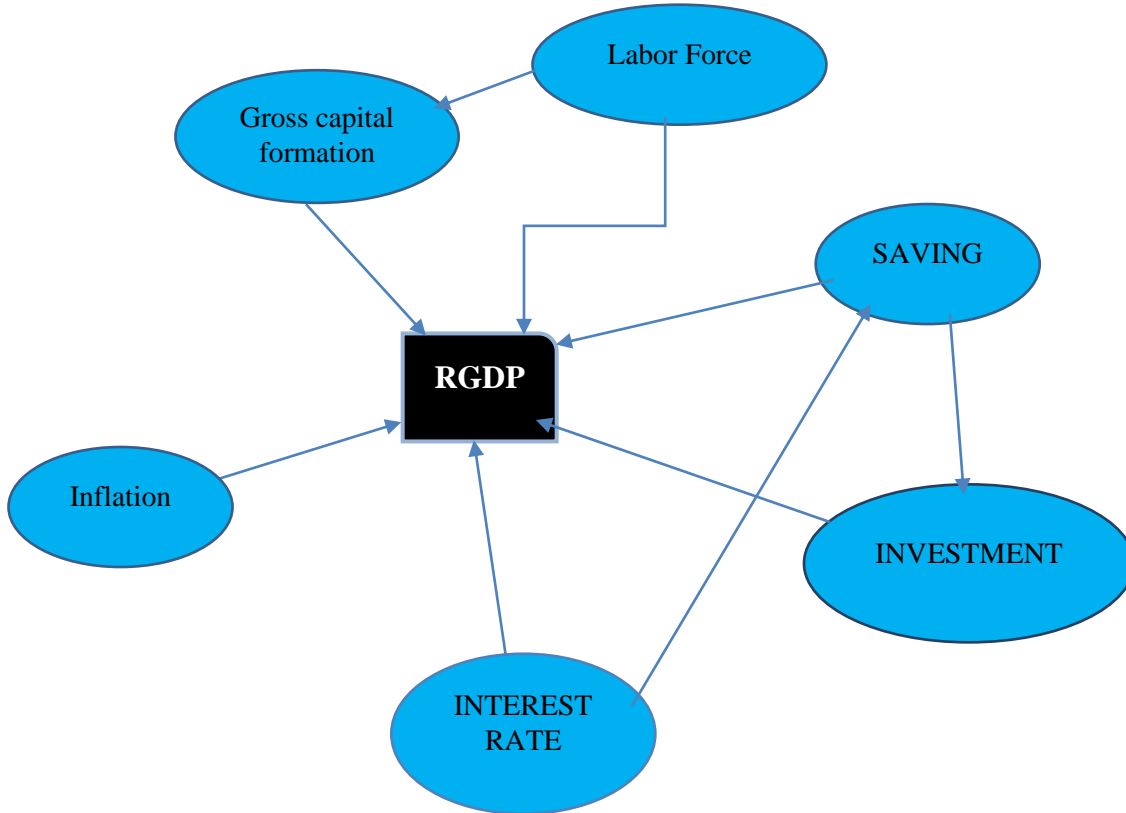 Labor Force
Gross capital
formation
SAVING
RGDP
Inflation
INVESTMENT
INTEREST
RATE